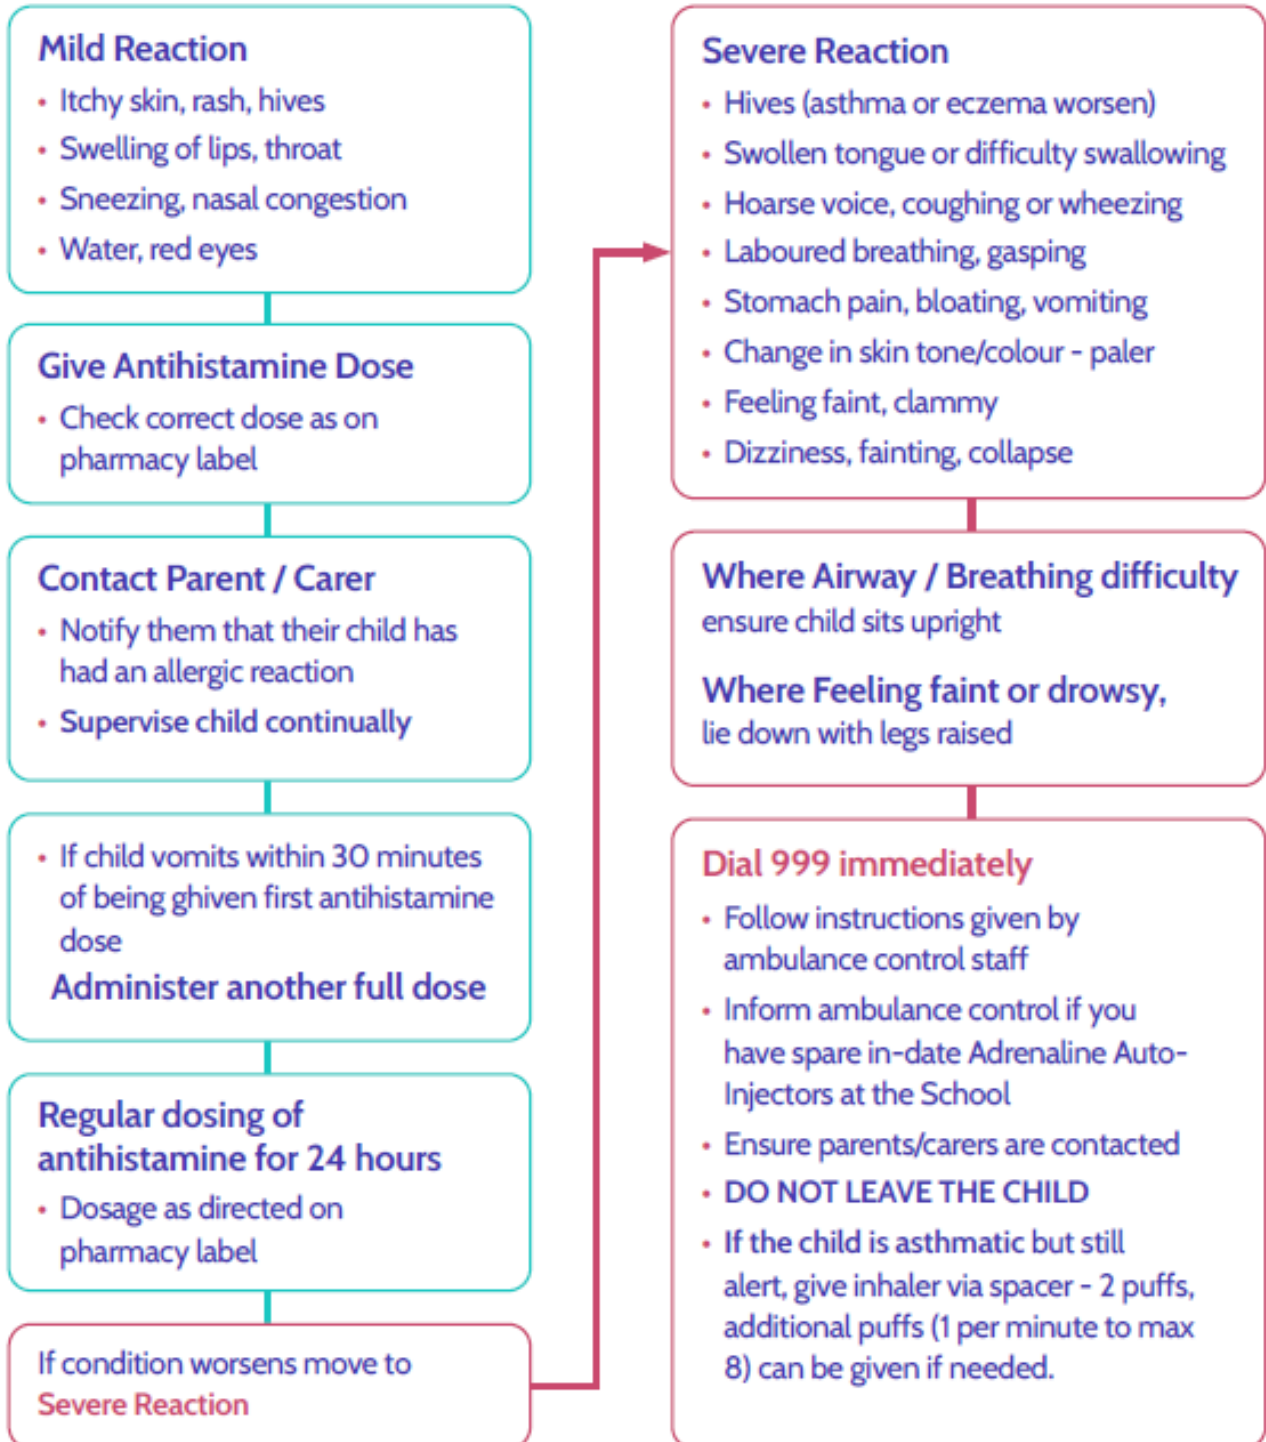 Mild Reaction
• Itchy skin, rash, hives
• Swelling of lips, throat
• Sneezing, nasal congestion
• Water, red eyes
Give Antihistamine Dose
• Check correct dose as on
pharmacy label
Contact Parent / Carer
• Notify them that their child has
had an allergic reaction
• Supervise child continually
• If child vomits within 30 minutes
of being ghiven first antihistamine
dose
Administer another full dose
Regular dosing of
antihistamine for 24 hours
• Dosage as directed on
pharmacy label
If condition worsens move to
Severe Reaction
Severe Reaction
• Hives (asthma or eczema worsen)
• Swollen tongue or difficulty swallowing
• Hoarse voice, coughing or wheezing
• Laboured breathing, gasping
• Stomach pain, bloating, vomiting
• Change in skin tone/colour - paler
• Feeling faint, clammy
• Dizziness, fainting, collapse
Where Airway / Breathing difficulty
ensure child sits upright
Where Feeling faint or drowsy,
lie down with legs raised
Dial 999 immediately
• Follow instructions given by
ambulance control staff
• Inform ambulance control if you
have spare in-date Adrenaline Auto-
Injectors at the School
• Ensure parents/carers are contacted
• DO NOT LEAVE THE CHILD
• If the child is asthmatic but still
alert, give inhaler via spacer - 2 puffs,
additional puffs (1 per minute to max
8) can be given if needed.